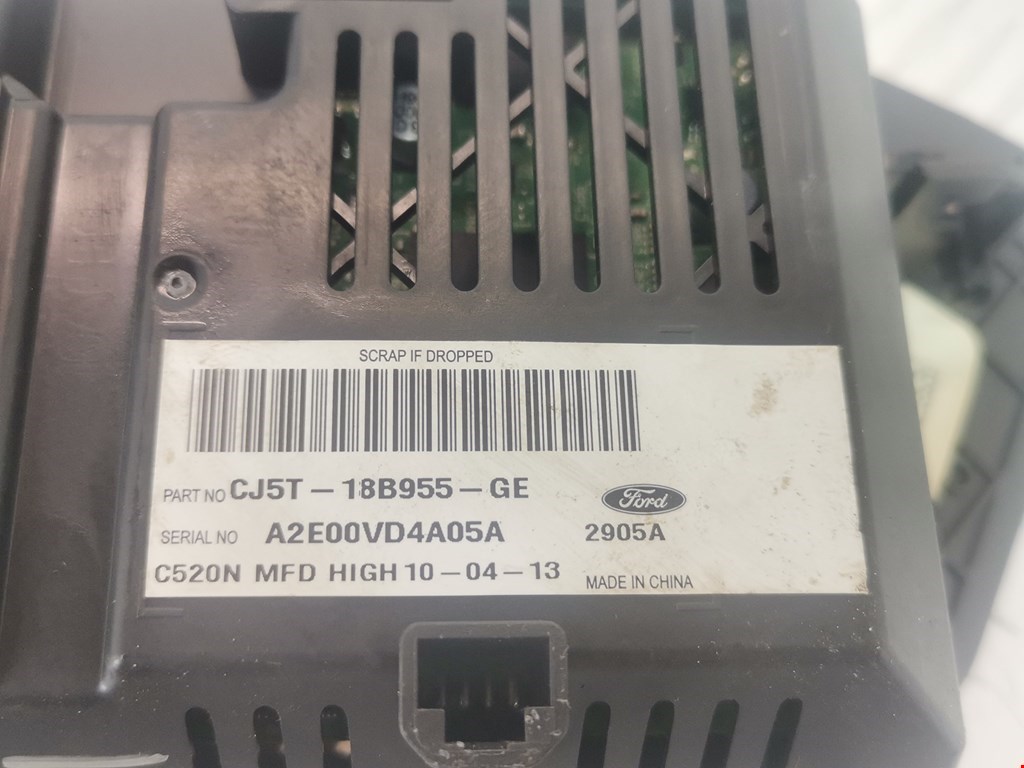 SCRAP IF DROPPED
PART NO CJ5T-18B955-GE
Ford
SERIAL NO A2E00VD4A05A 2905A
C520N MFD HIGH 10-04-13
MADE IN CHINA